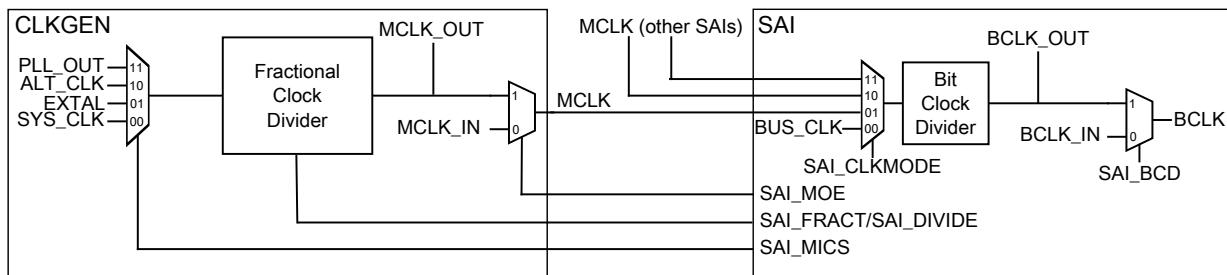 CLKGEN
MCLK_OUT
MCLK (other SAIs)
SAI
BCLK_OUT
PLL_OUT
ALT_CLK
EXTAL
SYS_CLK
11
10
01
00
Fractional
Clock
Divider
1
0
MCLK_IN
MCLK
BUS_CLK
11
10
01
00
Bit
Clock
Divider
BCLK_IN
1
0
BCLK
SAI_CLKMODE
SAI_BCD
SAI_MOE
SAI_FRACT/SAI_DIVIDE
SAI_MICS